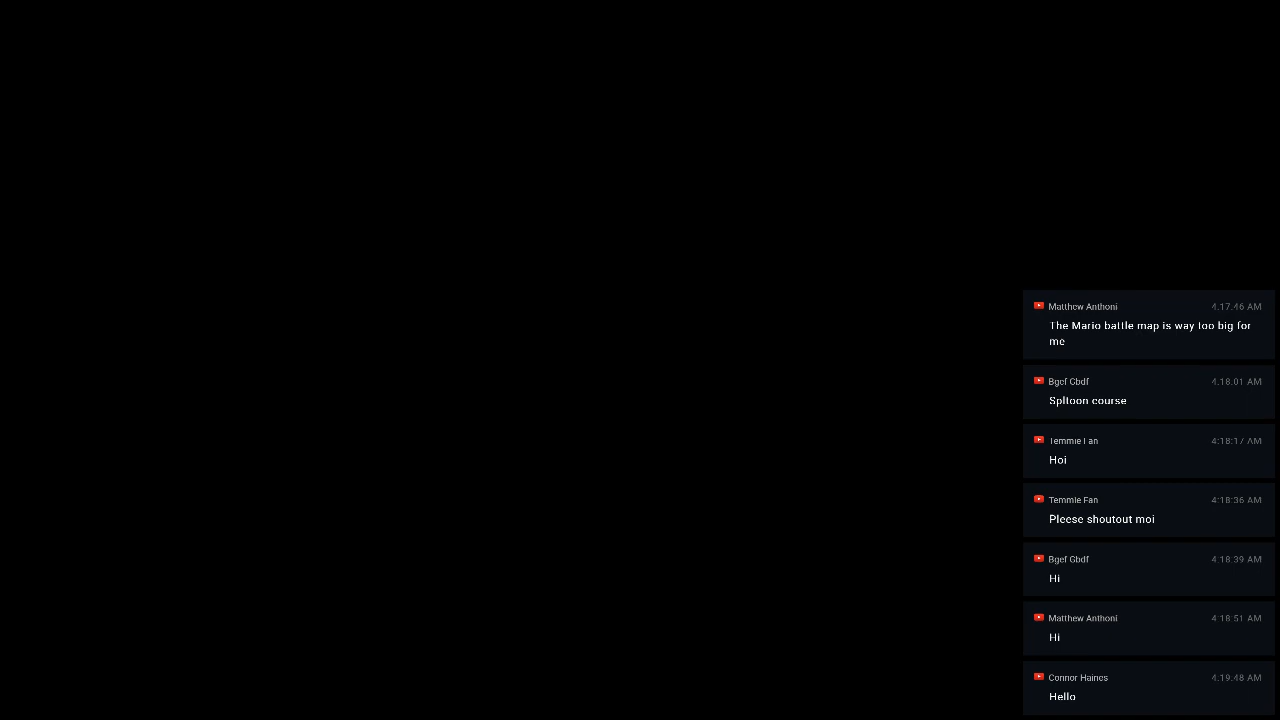 Matthew Anthoni 4:17:46 AM
The Mario battle map is way too big for
me
Bgef Gbdf 4:18:01 AM
Spltoon course
Temmie Fan 4:18:17 AM
Hoi
Temmie Fan 4:18:36 AM
Pleese shoutout moi
Bgef Gbdf 4:18:39 AM
Hi
Matthew Anthoni 4:18:51 AM
Hi
Connor Haines 4:19:48 AM
Hello